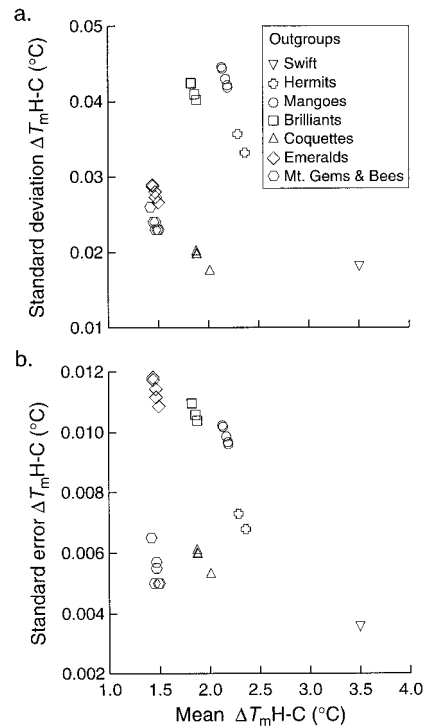 a.
0.05
0.04
0.03
0.02
0.01
Standard deviation ΔTmH-C (°C)
Outgroups
Swift
Hermits
Mangoes
Brilliants
Coquettes
Emeralds
Mt. Gems & Bees
b.
0.012
0.010
0.008
0.006
0.004
0.002
Standard error ΔTmH-C (°C)
1.0 1.5 2.0 2.5 3.0 3.5 4.0
Mean ΔTmH-C (°C)